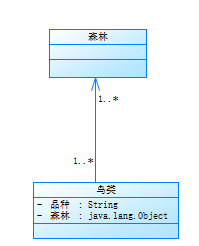 森林
1..*
1..*
鸟类
- 品种 : String
- 森林 : java.lang.Object